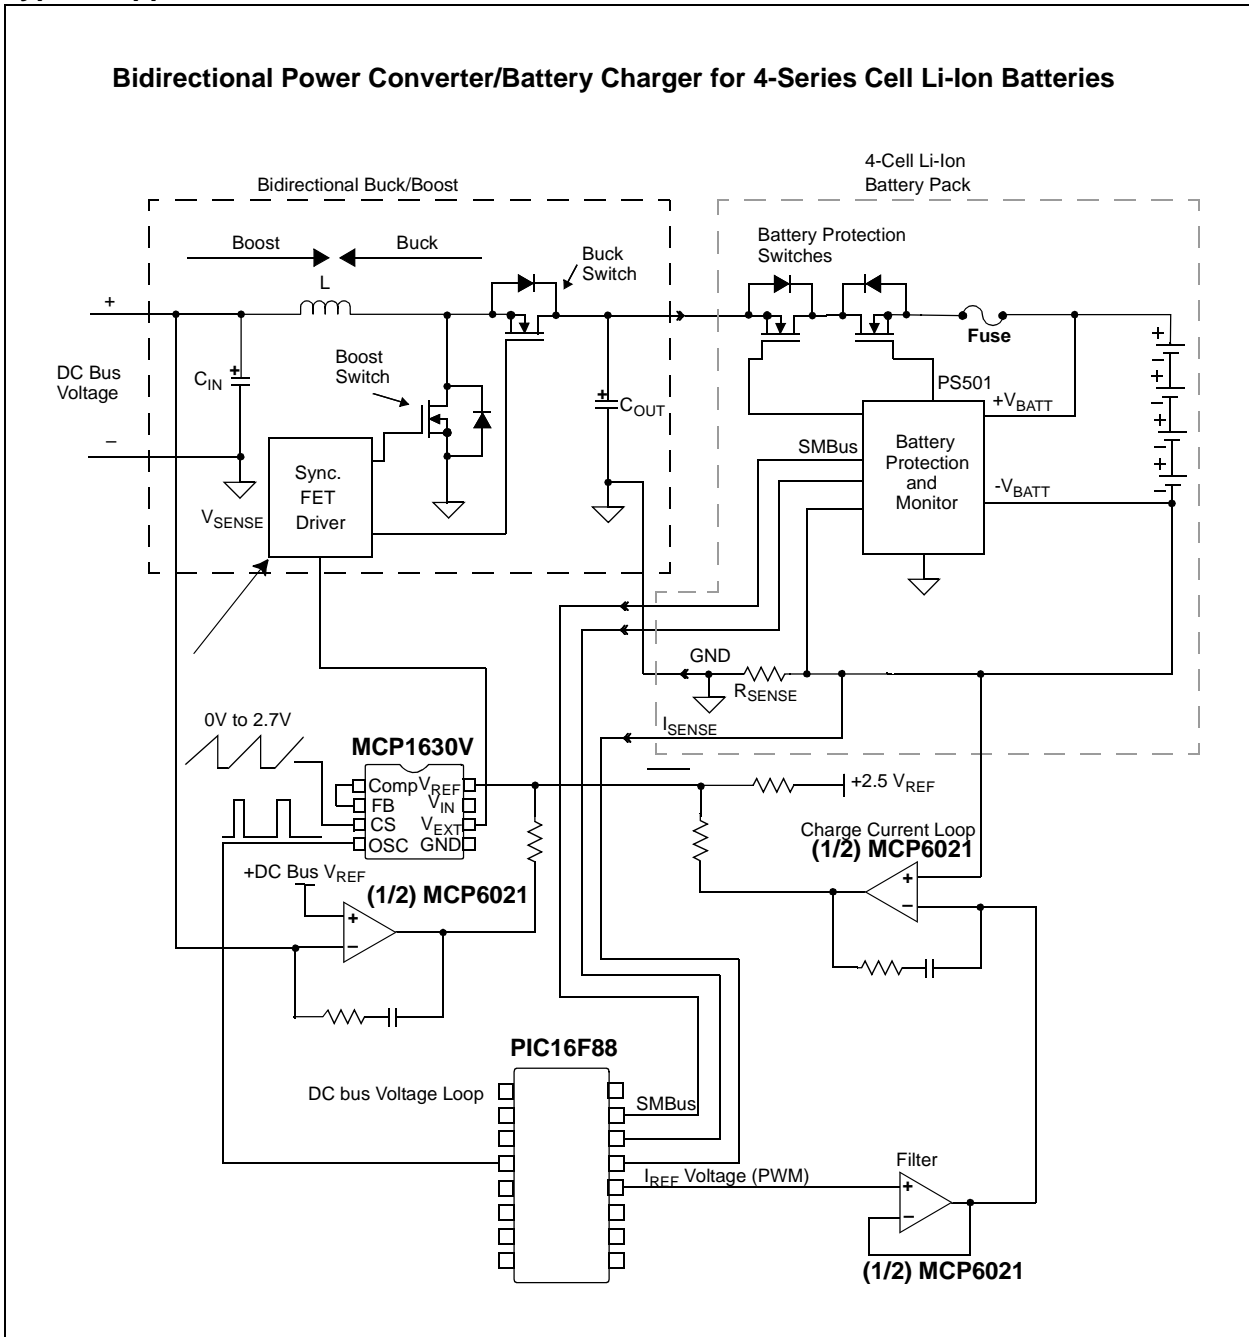 Bidirectional Power Converter/Battery Charger for 4-Series Cell Li-Ion Batteries
4-Cell Li-Ion
Battery Pack
Bidirectional Buck/Boost
Boost
Buck
L
Buck
Switch
Battery Protection
Switches
+
DC Bus
Voltage
–
+
CIN
Boost
Switch
+
COUT
Fuse
PS501
+VBATT
-VBATT
SMBus
Battery
Protection
and
Monitor
+
–
+
–
+
–
+
–
Sync.
FET
Driver
VSENSE
GND
RSENSE
ISENSE
0V to 2.7V
MCP1630V
Comp
FB
CS
OSC
VREF
VIN
VEXT
GND
+2.5 VREF
Charge Current Loop
(1/2) MCP6021
+
–
+DC Bus VREF
(1/2) MCP6021
+
–
PIC16F88
DC bus Voltage Loop
SMBus
IREF Voltage (PWM)
Filter
+
–
(1/2) MCP6021